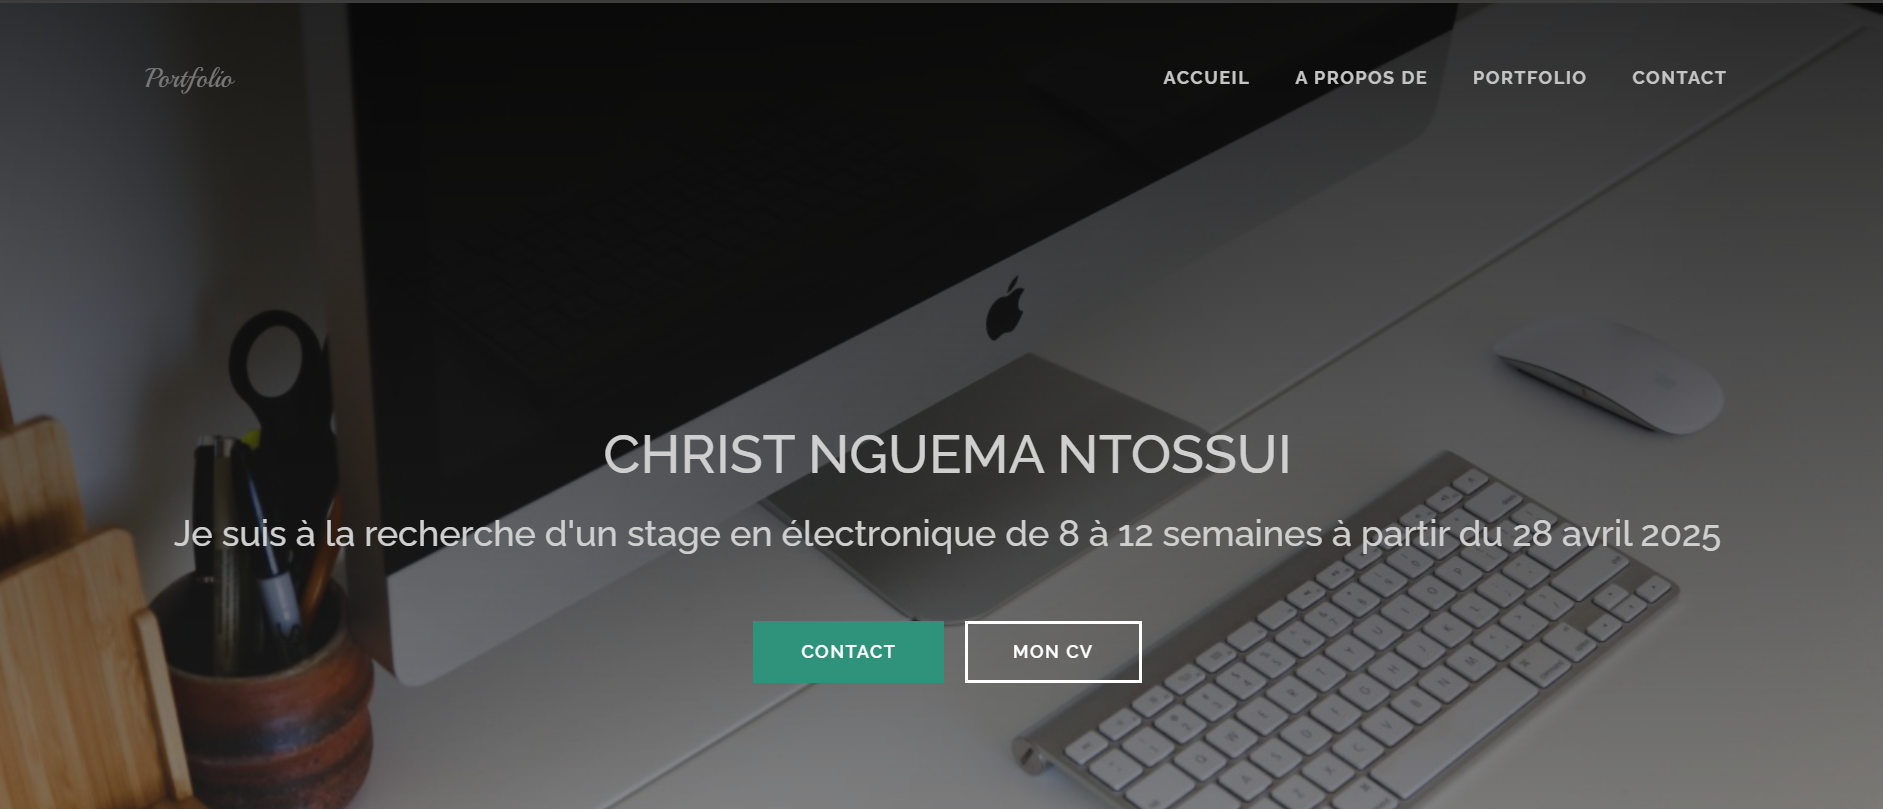 Portfolio
ACCUEIL
A PROPOS DE
PORTFOLIO
CONTACT
CHRIST NGUEMA NTOSSUI
Je suis à la recherche d'un stage en électronique de 8 à 12 semaines à partir du 28 avril 2025
CONTACT
MON CV